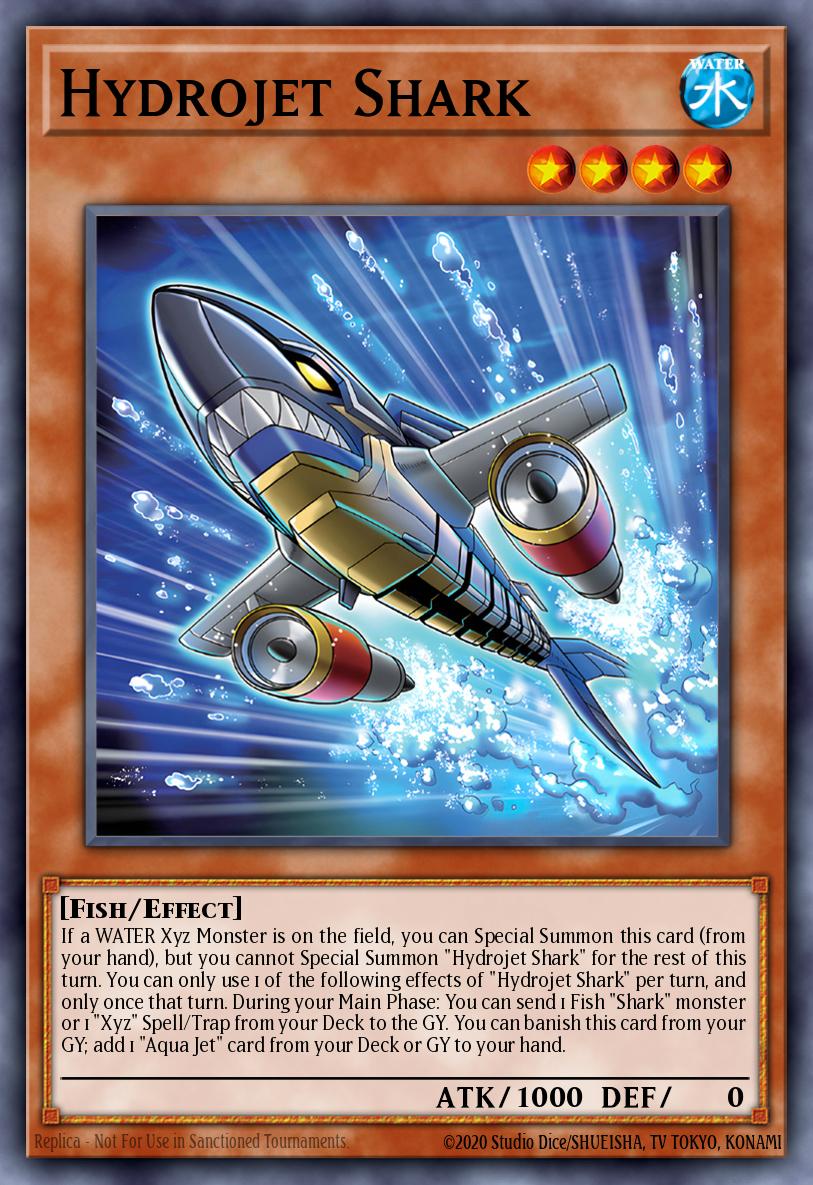 Hydrojet Shark
WATER
水
[Fish/Effect]
If a WATER Xyz Monster is on the field, you can Special Summon this card (from
your hand), but you cannot Special Summon "Hydrojet Shark" for the rest of this
turn. You can only use 1 of the following effects of "Hydrojet Shark" per turn, and
only once that turn. During your Main Phase: You can send 1 Fish "Shark" monster
or 1 "Xyz" Spell/Trap from your Deck to the GY. You can banish this card from your
GY; add 1 "Aqua Jet" card from your Deck or GY to your hand.
ATK/1000 DEF/ 0
Replica - Not For Use in Sanctioned Tournaments.
©2020 Studio Dice/SHUEISHA, TV TOKYO, KONAMI